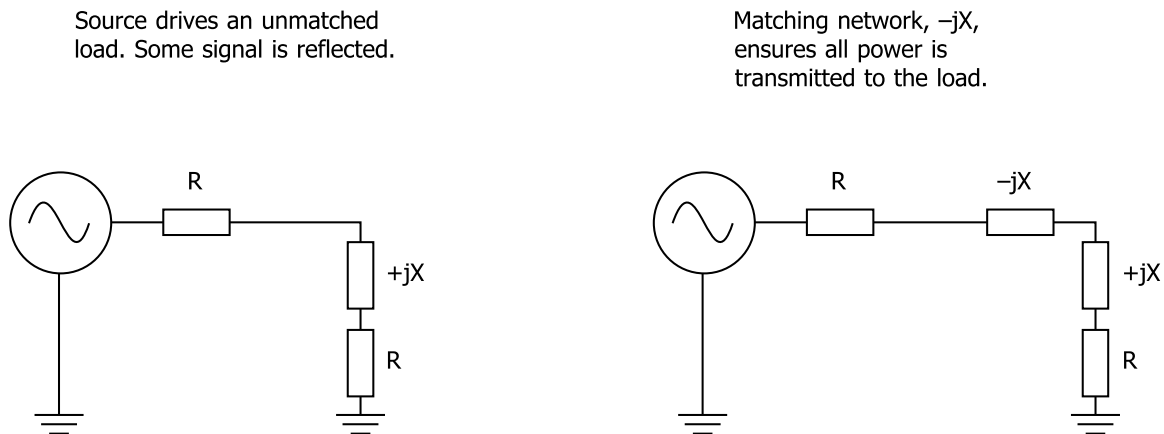 Source drives an unmatched
load. Some signal is reflected.
R
+jX
R
Matching network, –jX,
ensures all power is
transmitted to the load.
R
–jX
+jX
R